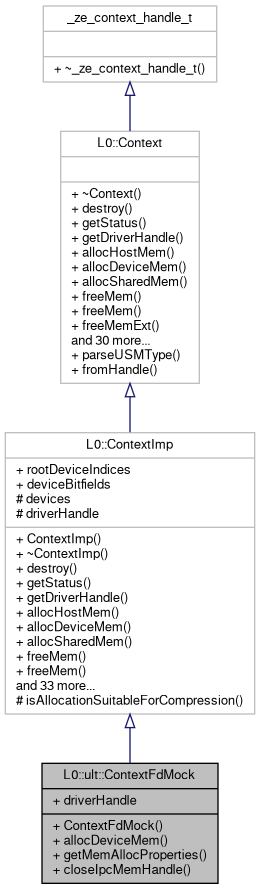 _ze_context_handle_t
+ ~_ze_context_handle_t()
L0::Context
+ ~Context()
+ destroy()
+ getStatus()
+ getDriverHandle()
+ allocHostMem()
+ allocDeviceMem()
+ allocSharedMem()
+ freeMem()
+ freeMem()
+ freeMemExt()
and 30 more...
+ parseUSMType()
+ fromHandle()
L0::ContextImp
+ rootDeviceIndices
+ deviceBitfields
# devices
# driverHandle
+ ContextImp()
+ ~ContextImp()
+ destroy()
+ getStatus()
+ getDriverHandle()
+ allocHostMem()
+ allocDeviceMem()
+ allocSharedMem()
+ freeMem()
+ freeMem()
and 33 more...
# isAllocationSuitableForCompression()
L0::ult::ContextFdMock
+ driverHandle
+ ContextFdMock()
+ allocDeviceMem()
+ getMemAllocProperties()
+ closeIpcMemHandle()